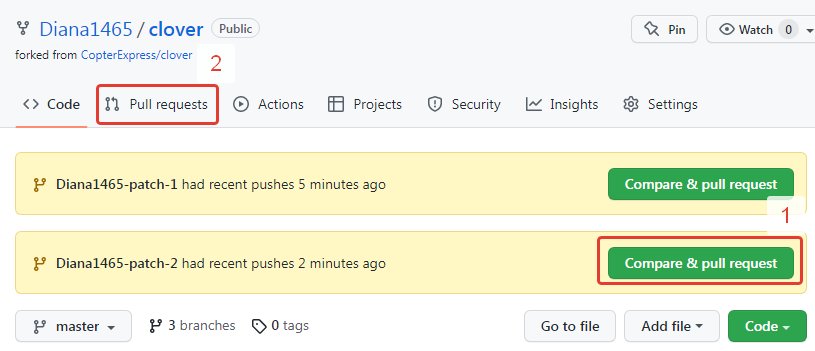 Diana1465 / clover Public
Pin
Watch 0
forked from CopterExpress/clover
2
Code
Pull requests
Actions
Projects
Security
Insights
Settings
Diana1465-patch-1 had recent pushes 5 minutes ago
Compare & pull request
1
Diana1465-patch-2 had recent pushes 2 minutes ago
Compare & pull request
master
3 branches
0 tags
Go to file
Add file
Code